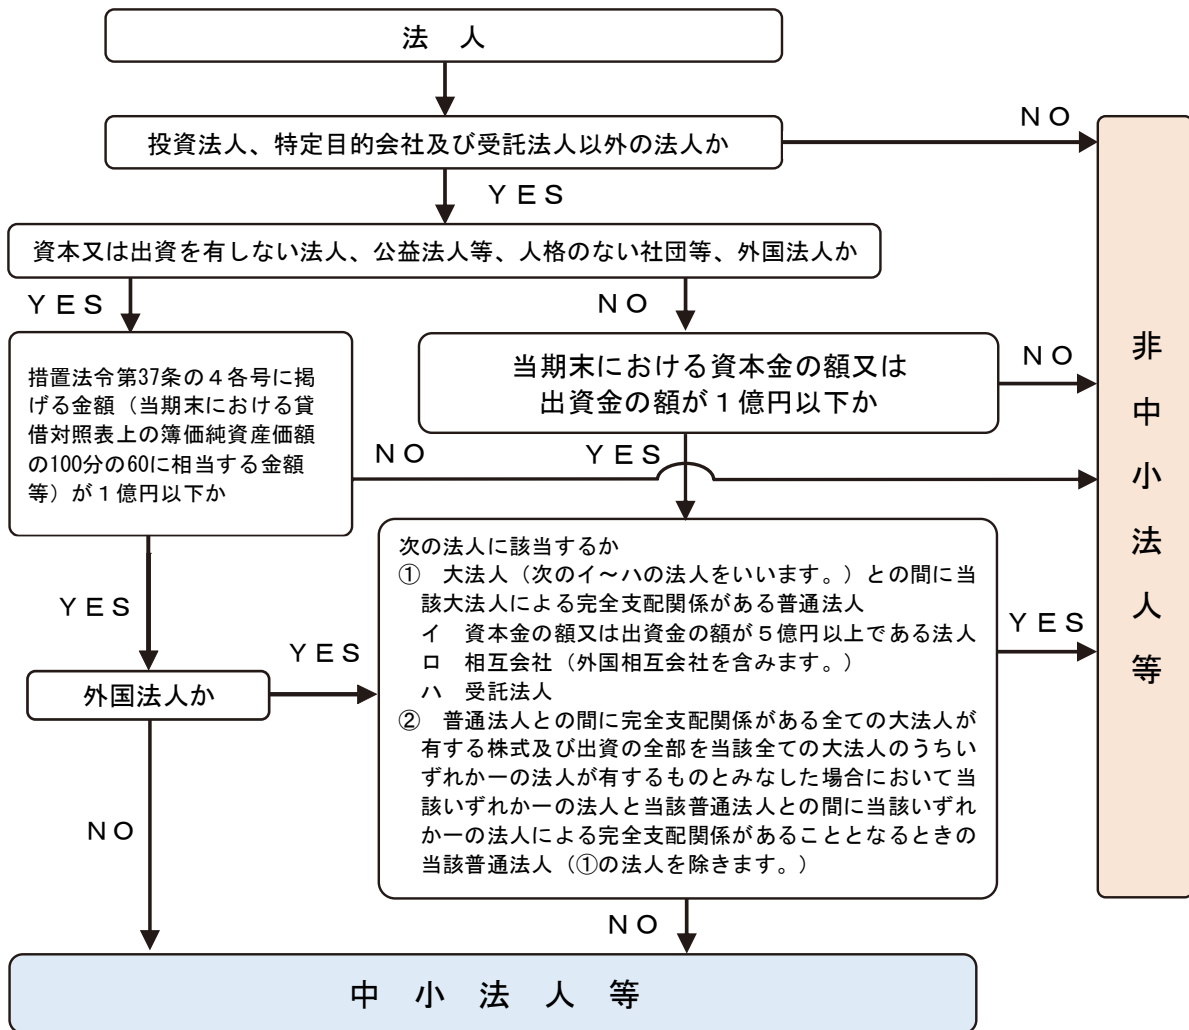 法　人
投資法人、特定目的会社及び受託法人以外の法人か
ＮＯ
ＹＥＳ
資本又は出資を有しない法人、公益法人等、人格のない社団等、外国法人か
ＹＥＳ
ＮＯ
措置法令第37条の４各号に掲
げる金額（当期末における貸
借対照表上の簿価純資産価額
の100分の60に相当する金額
等）が１億円以下か
当期末における資本金の額又は
出資金の額が１億円以下か
ＮＯ
ＮＯ
ＹＥＳ
ＹＥＳ
外国法人か
ＹＥＳ
ＮＯ
次の法人に該当するか
①　大法人（次のイ～ハの法人をいいます。）との間に当
該大法人による完全支配関係がある普通法人
イ　資本金の額又は出資金の額が５億円以上である法人
ロ　相互会社（外国相互会社を含みます。）
ハ　受託法人
②　普通法人との間に完全支配関係がある全ての大法人が
有する株式及び出資の全部を当該全ての大法人のうちい
ずれか一の法人が有するものとみなした場合において当
該いずれか一の法人と当該普通法人との間に当該いずれ
か一の法人による完全支配関係があることとなるときの
当該普通法人（①の法人を除きます。）
ＹＥＳ
ＮＯ
非中小法人等
中小法人等